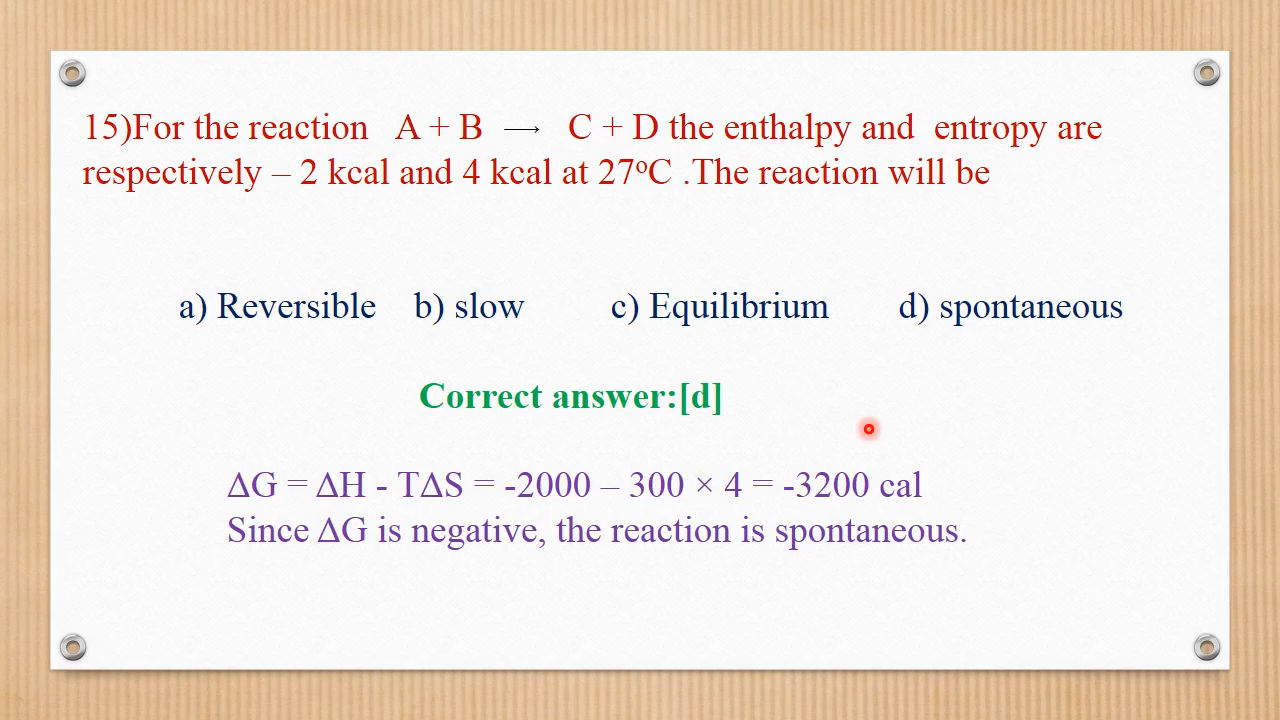 15)For the reaction A + B ⟶ C + D the enthalpy and entropy are
respectively – 2 kcal and 4 kcal at 27ᵒC .The reaction will be
a) Reversible b) slow c) Equilibrium d) spontaneous
Correct answer:[d]
ΔG = ΔH - TΔS = -2000 – 300 × 4 = -3200 cal
Since ΔG is negative, the reaction is spontaneous.